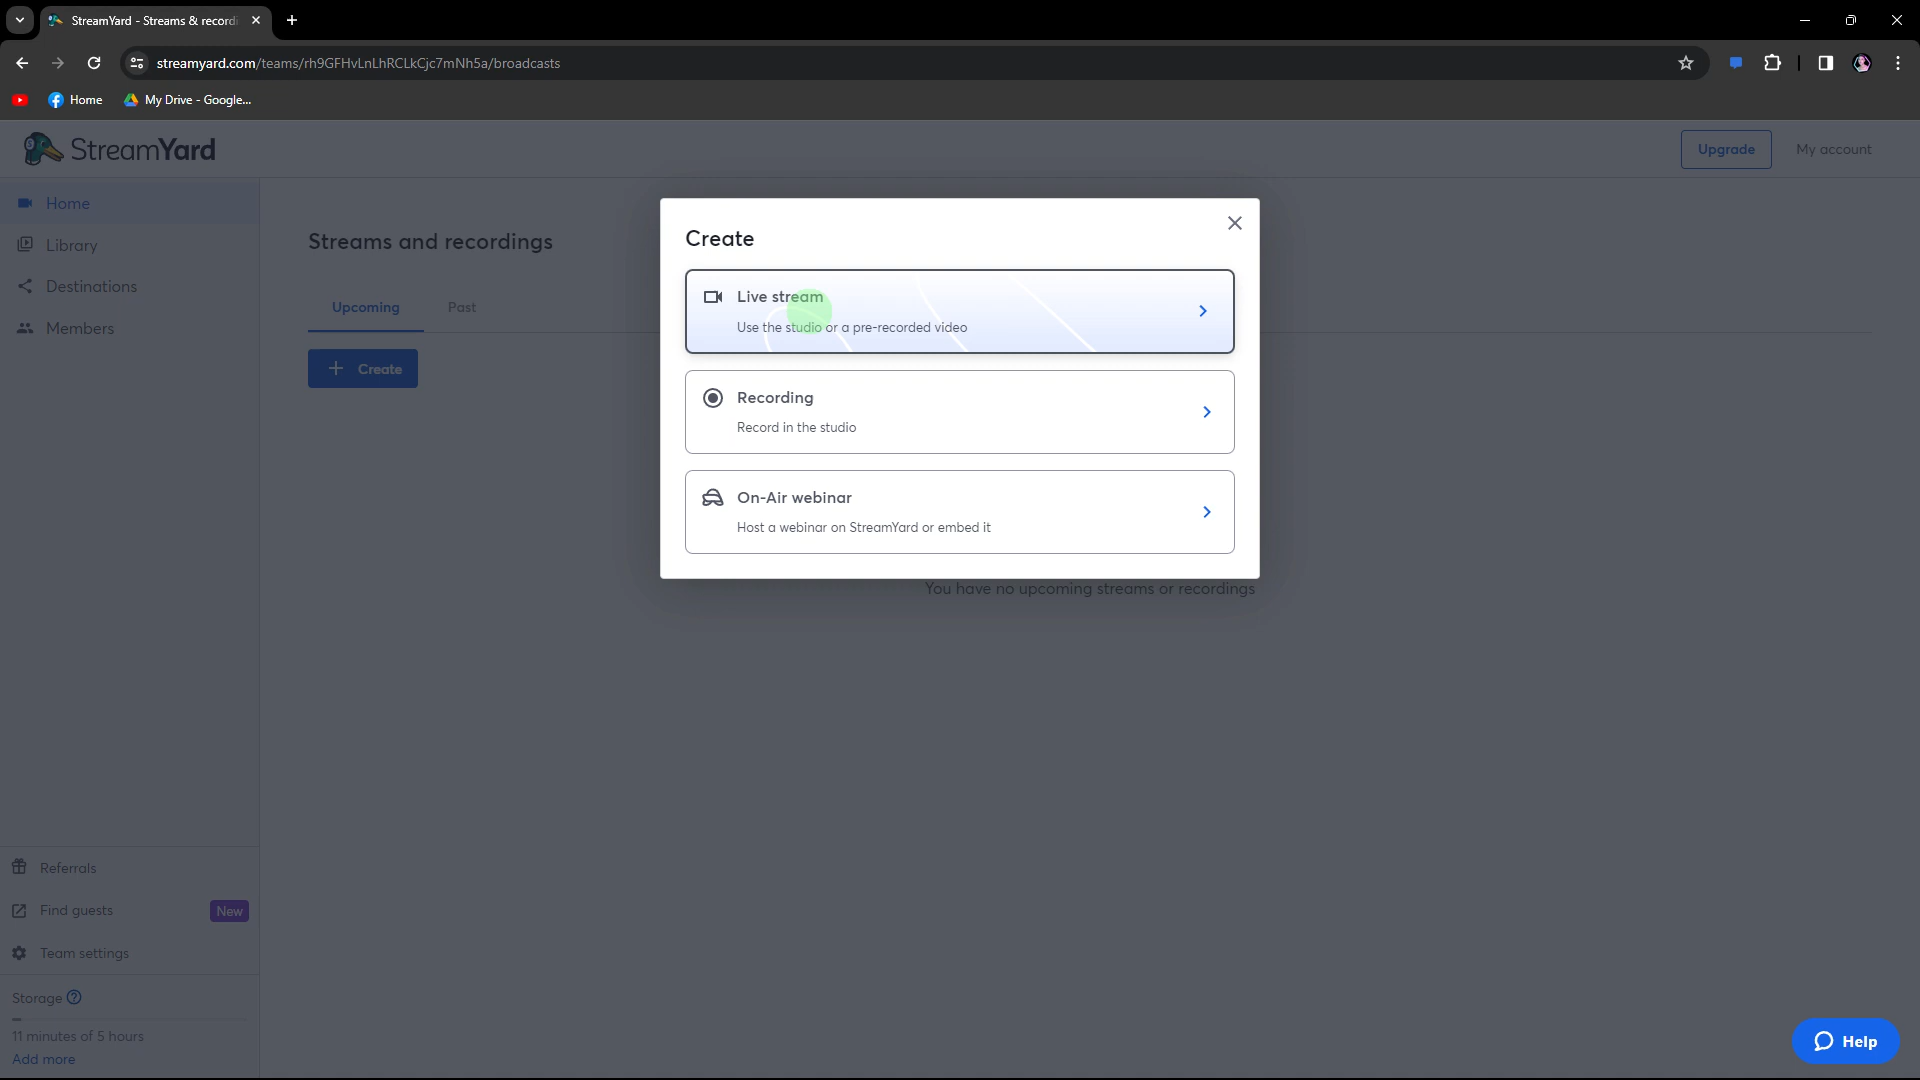 StreamYard - Streams & recordi
streamyard.com/teams/rh9GFHvLnLhRCLkCjc7mNh5a/broadcasts
Home
My Drive - Google...
StreamYard
Upgrade
My account
Home
Library
Destinations
Members
Streams and recordings
Upcoming
Past
Create
Create
Live stream
Use the studio or a pre-recorded video
Recording
Record in the studio
On-Air webinar
Host a webinar on StreamYard or embed it
You have no upcoming streams or recordings
Referrals
Find guests
New
Team settings
Storage
11 minutes of 5 hours
Add more
Help